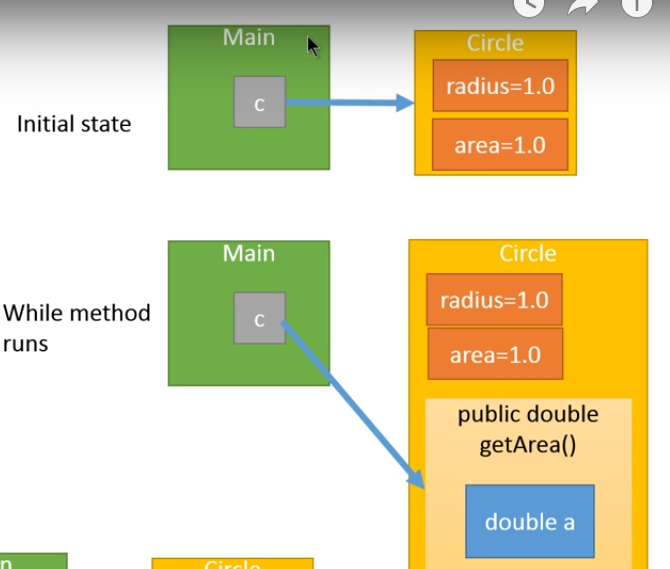 Main
Circle
c
radius=1.0
Initial state
area=1.0
Main
Circle
c
radius=1.0
While method
runs
area=1.0
public double
getArea()
double a
Circle